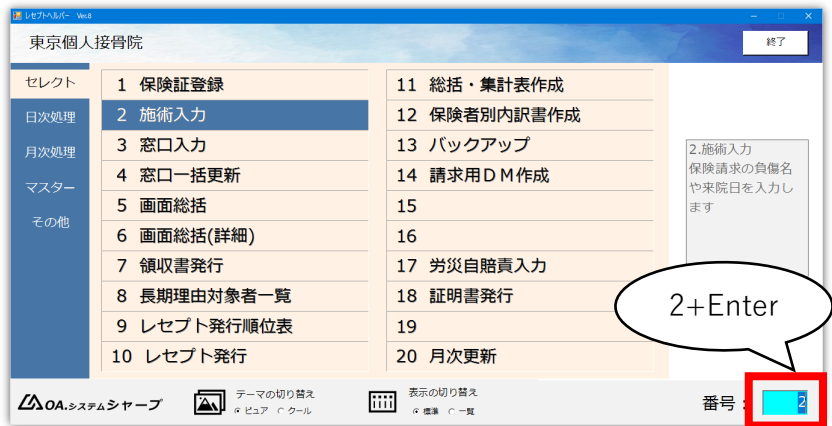 レセプトヘルパー Ver.8
東京個人接骨院
終了
セレクト
日次処理
月次処理
マスター
その他
1 保険証登録
2 施術入力
3 窓口入力
4 窓口一括更新
5 画面総括
6 画面総括(詳細)
7 領収書発行
8 長期理由対象者一覧
9 レセプト発行順位表
10 レセプト発行
11 総括・集計表作成
12 保険者別内訳書作成
13 バックアップ
14 請求用DM作成
15
16
17 労災自賠責入力
18 証明書発行
19
20 月次更新
2.施術入力
保険請求の負傷名
や来院日を入力し
ます
2+Enter
OA.システムシャープ
テーマの切り替え
ピュア クール
表示の切り替え
標準 一覧
番号: 2